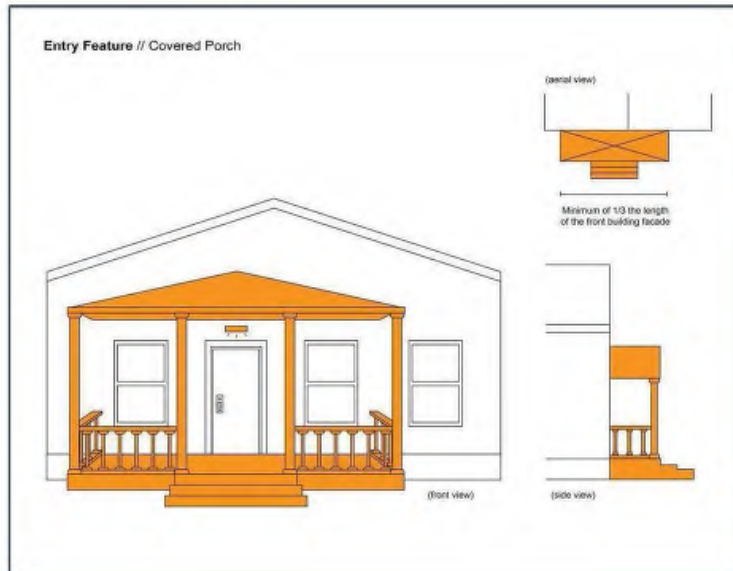 Entry Feature // Covered Porch
(aerial view)
Minimum of 1/3 the length
of the front building facade
(front view)
(side view)